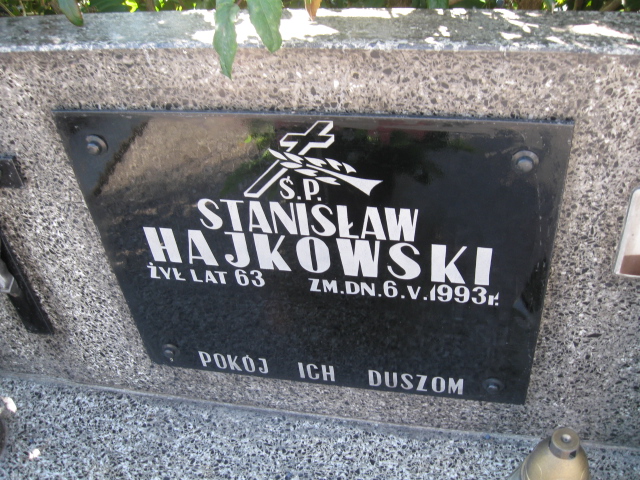 Ś.P.
STANISŁAW
HAJKOWSKI
ŻYŁ LAT 63 ZM.DN.6.V.1993r.
POKÓJ ICH DUSZOM